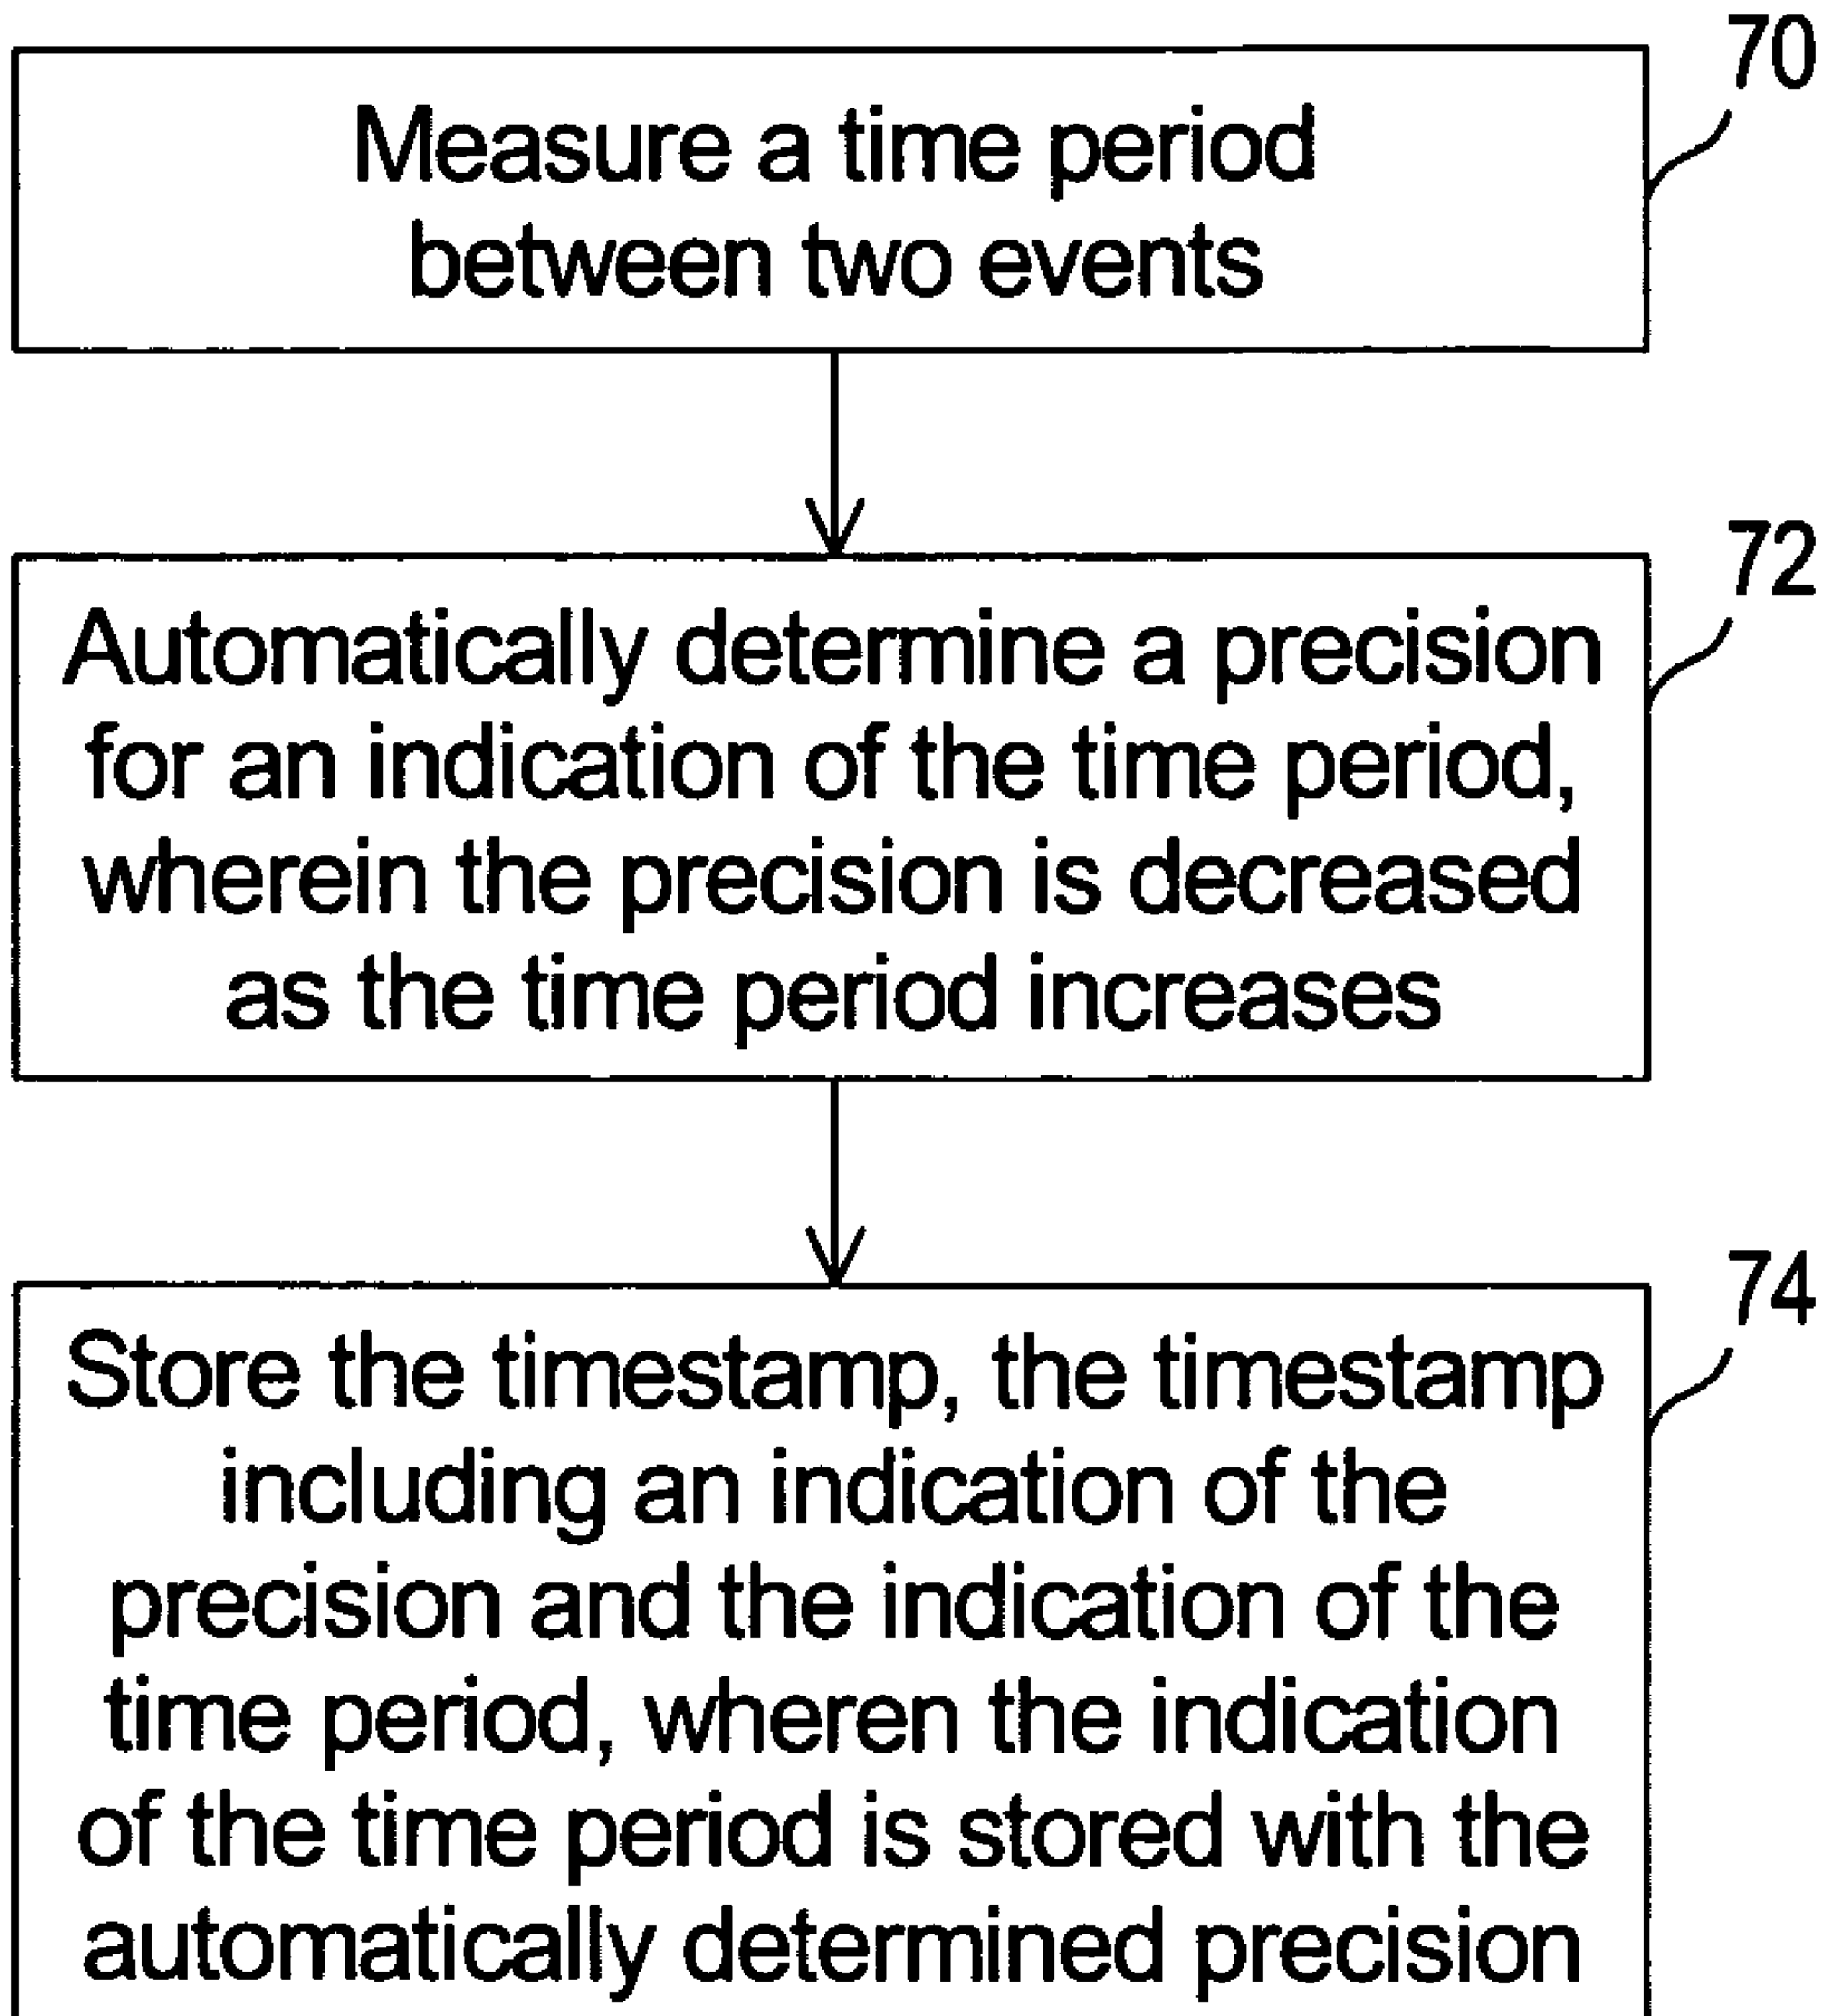 70
Measure a time period
between two events
72
Automatically determine a precision
for an indication of the time period,
wherein the precision is decreased
as the time period increases
74
Store the timestamp, the timestamp
including an indication of the
precision and the indication of the
time period, wheren the indication
of the time period is stored with the
automatically determined precision